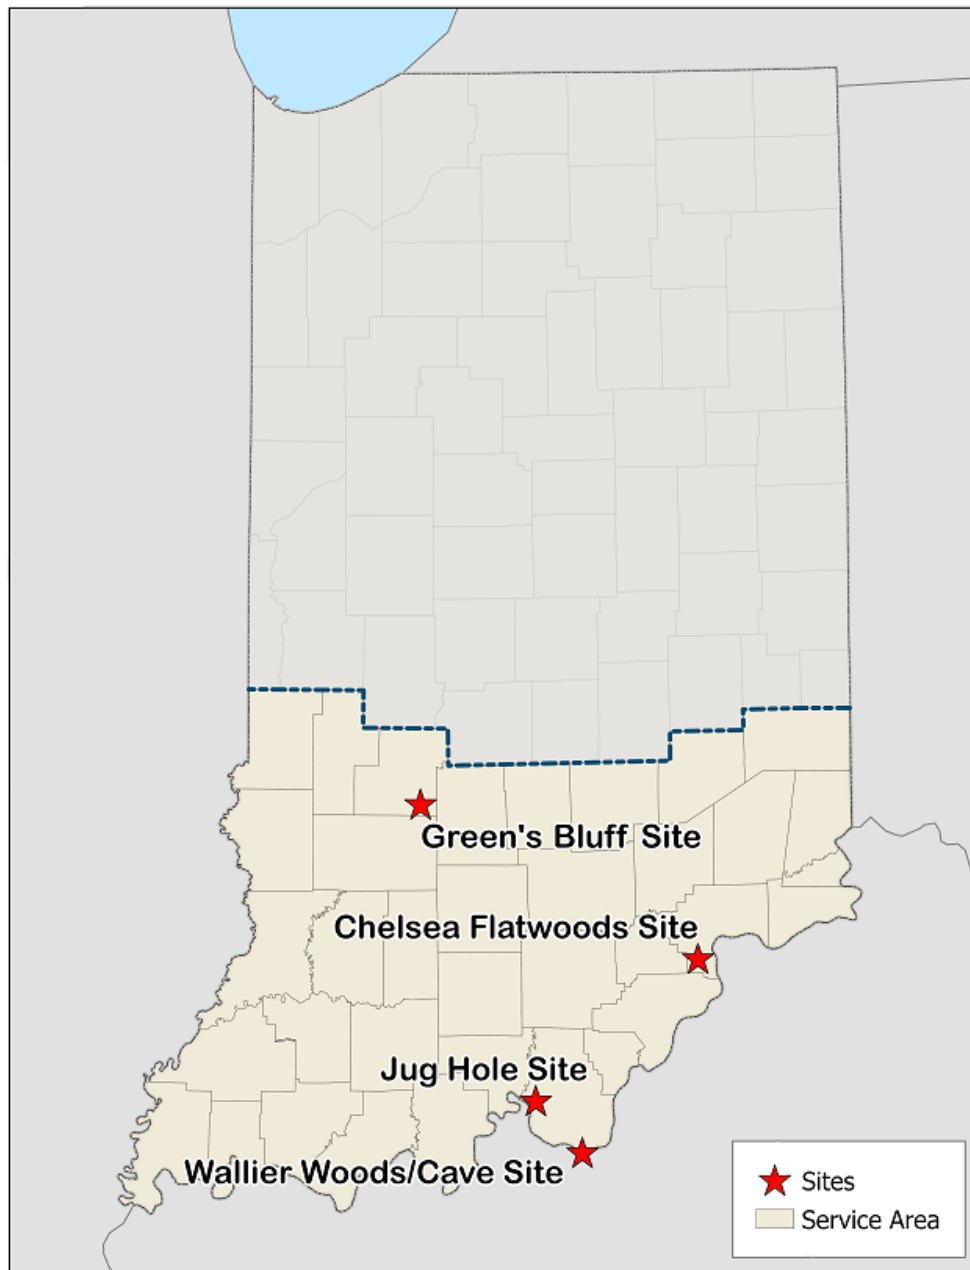 Green's Bluff Site
Chelsea Flatwoods Site
Jug Hole Site
Wallier Woods/Cave Site
Sites
Service Area